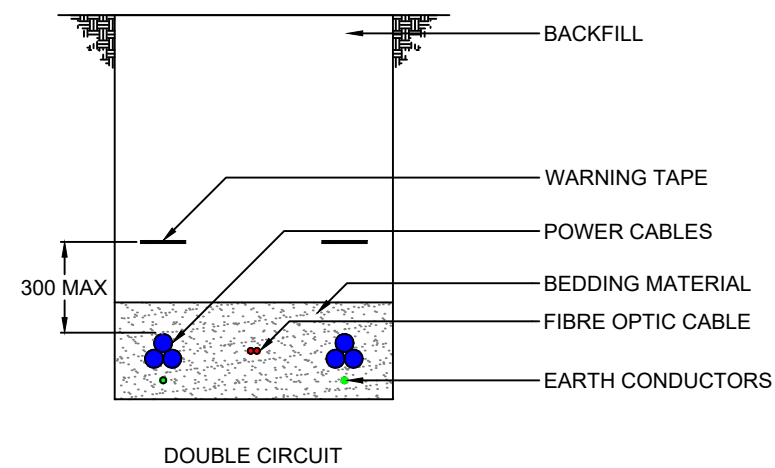 BACKFILL
WARNING TAPE
POWER CABLES
300 MAX
BEDDING MATERIAL
FIBRE OPTIC CABLE
EARTH CONDUCTORS
DOUBLE CIRCUIT